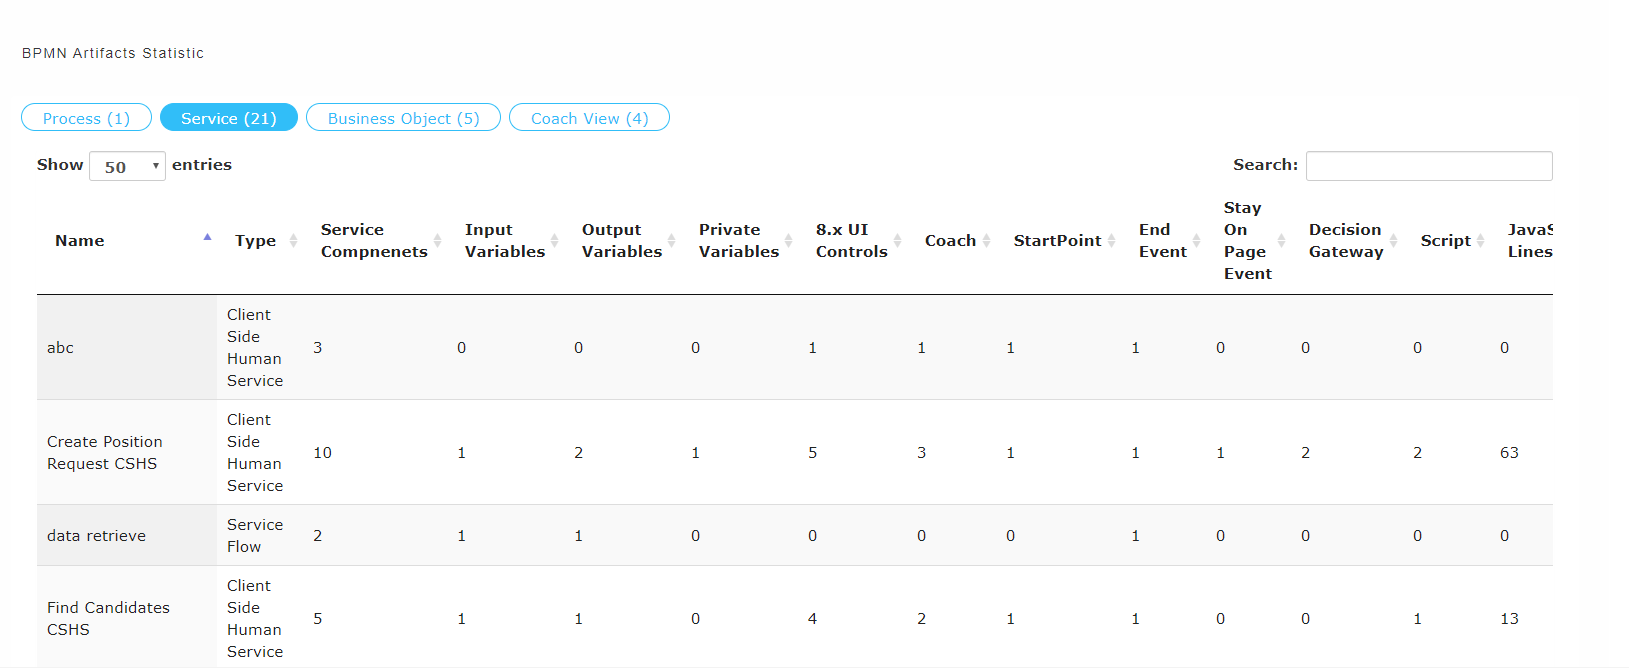 BPMN Artifacts Statistic
Process (1) Service (21) Business Object (5) Coach View (4)
Show 50 entries Search:
Name Type Service Compnenets Input Variables Output Variables Private Variables 8.x UI Controls Coach StartPoint End Event Stay On Page Event Decision Gateway Script JavaS Lines
abc Client Side Human Service 3 0 0 0 1 1 1 1 0 0 0 0
Create Position Request CSHS Client Side Human Service 10 1 2 1 5 3 1 1 1 2 2 63
data retrieve Service Flow 2 1 1 0 0 0 0 1 0 0 0 0
Find Candidates CSHS Client Side Human Service 5 1 1 0 4 2 1 1 0 0 1 13